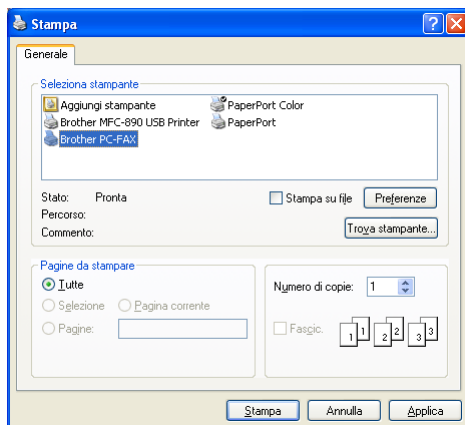 Stampa
Generale
Seleziona stampante
Aggiungi stampante
PaperPort Color
Brother MFC-890 USB Printer
PaperPort
Brother PC-FAX
Stato: Pronta
Percorso:
Commento:
Stampa su file
Preferenze
Trova stampante...
Pagine da stampare
Tutte
Selezione
Pagina corrente
Pagine:
Numero di copie: 1
Fascic.
1 1 2 2 3 3
Stampa
Annulla
Applica